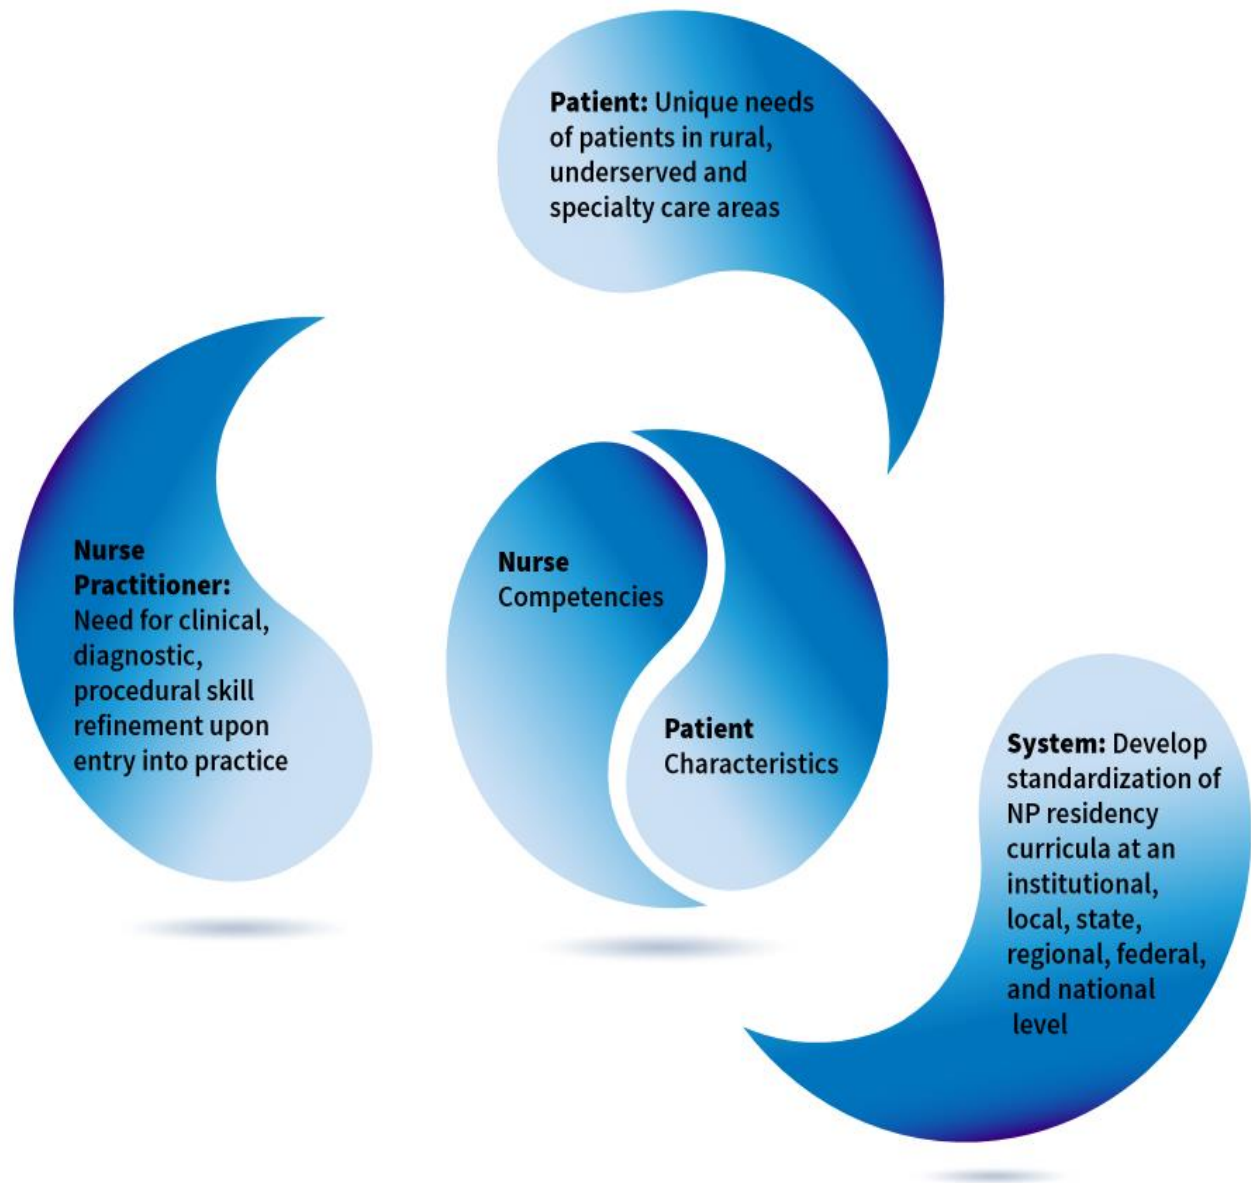 Patient: Unique needs
of patients in rural,
underserved and
specialty care areas
Nurse
Practitioner:
Need for clinical,
diagnostic,
procedural skill
refinement upon
entry into practice
Nurse
Competencies
Patient
Characteristics
System: Develop
standardization of
NP residency
curricula at an
institutional,
local, state,
regional, federal,
and national
level